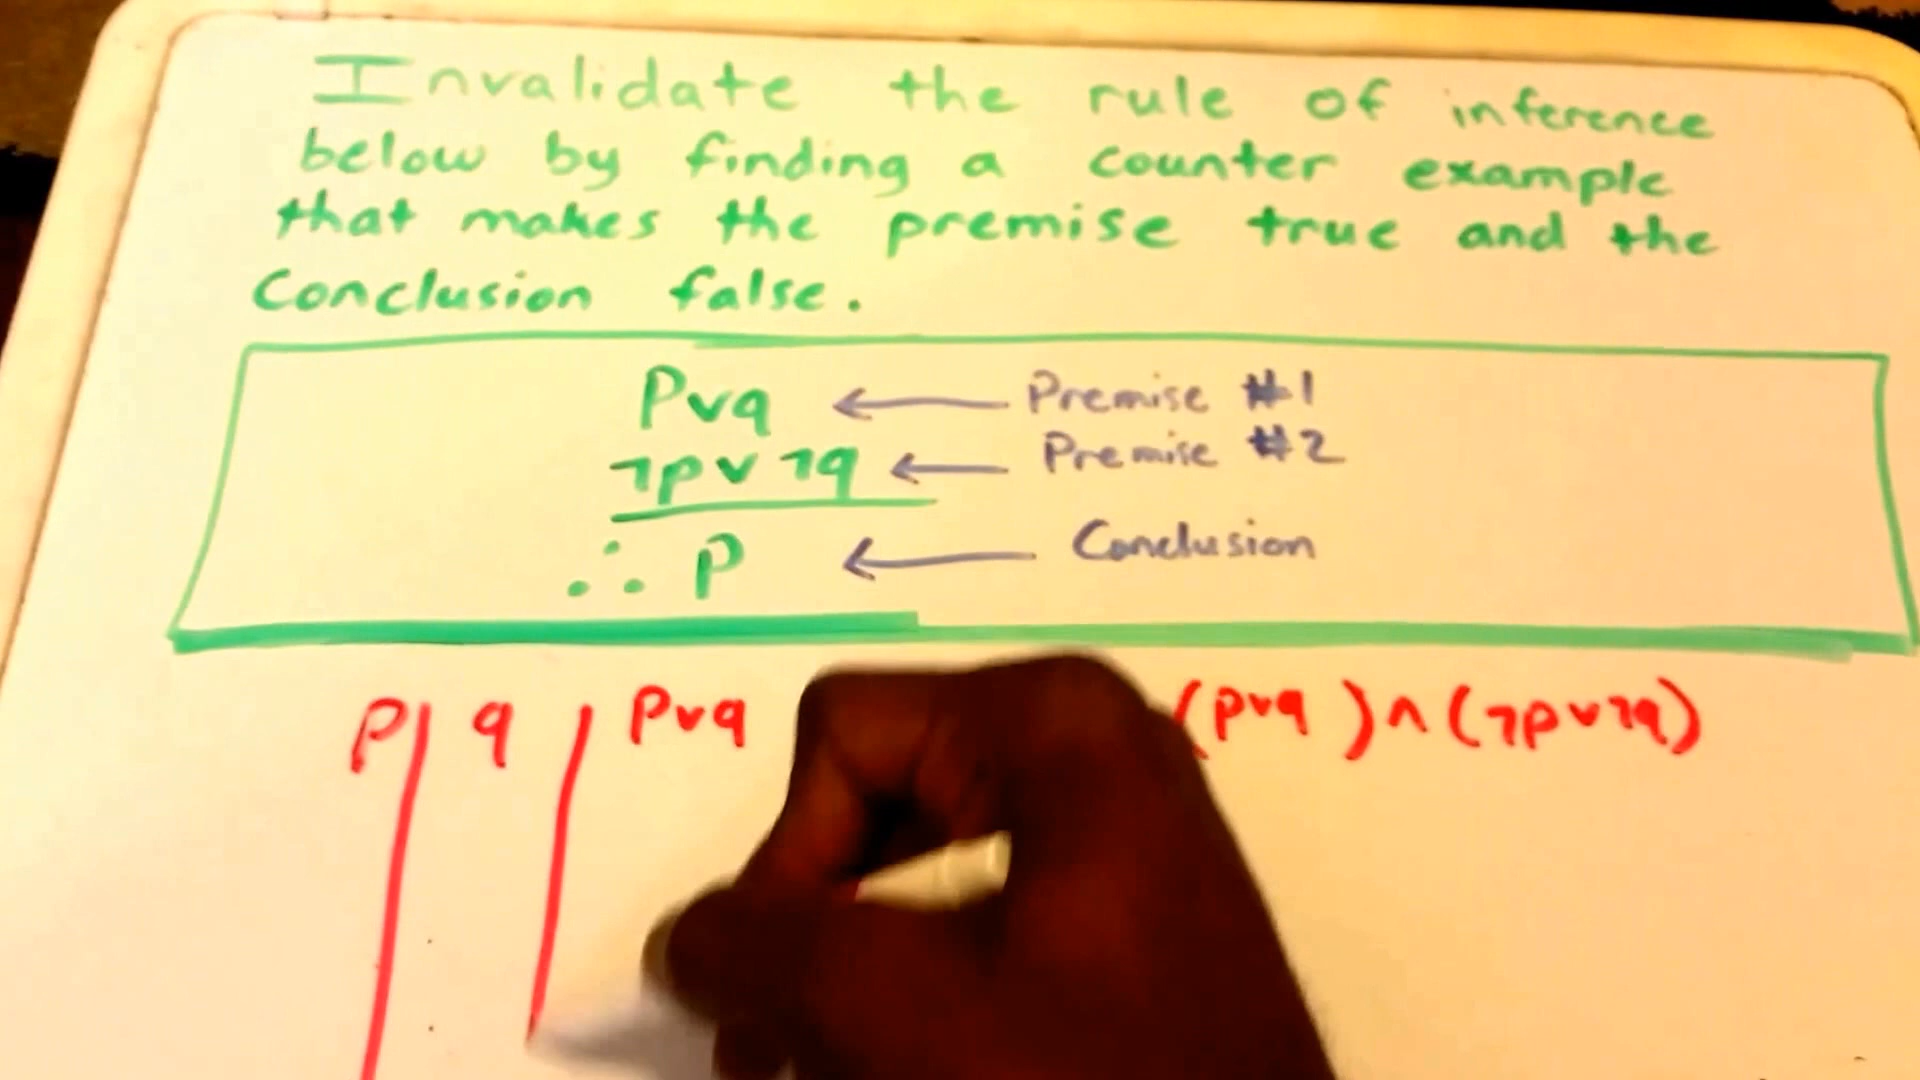 Invalidate the rule of inference
below by finding a counter example
that makes the premise true and the
Conclusion false.
Pvq ← Premise #1
¬p v ¬q ← Premise #2
∴ P ← Conclusion
P q Pvq (pvq) ∧ (¬p v ¬q)